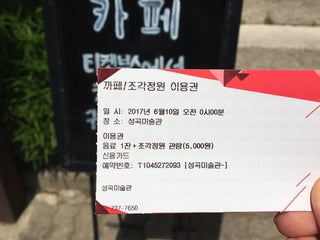 카페
티켓박스에서
까페/조각정원 이용권
일 시: 2017년 6월10일 오전 0시00분
장 소: 성곡미술관
이용권
음료 1잔 + 조각정원 관람(5,000원)
신용카드
예약번호: T1045272093 [성곡미술관-]
성곡미술관
02-737-7650